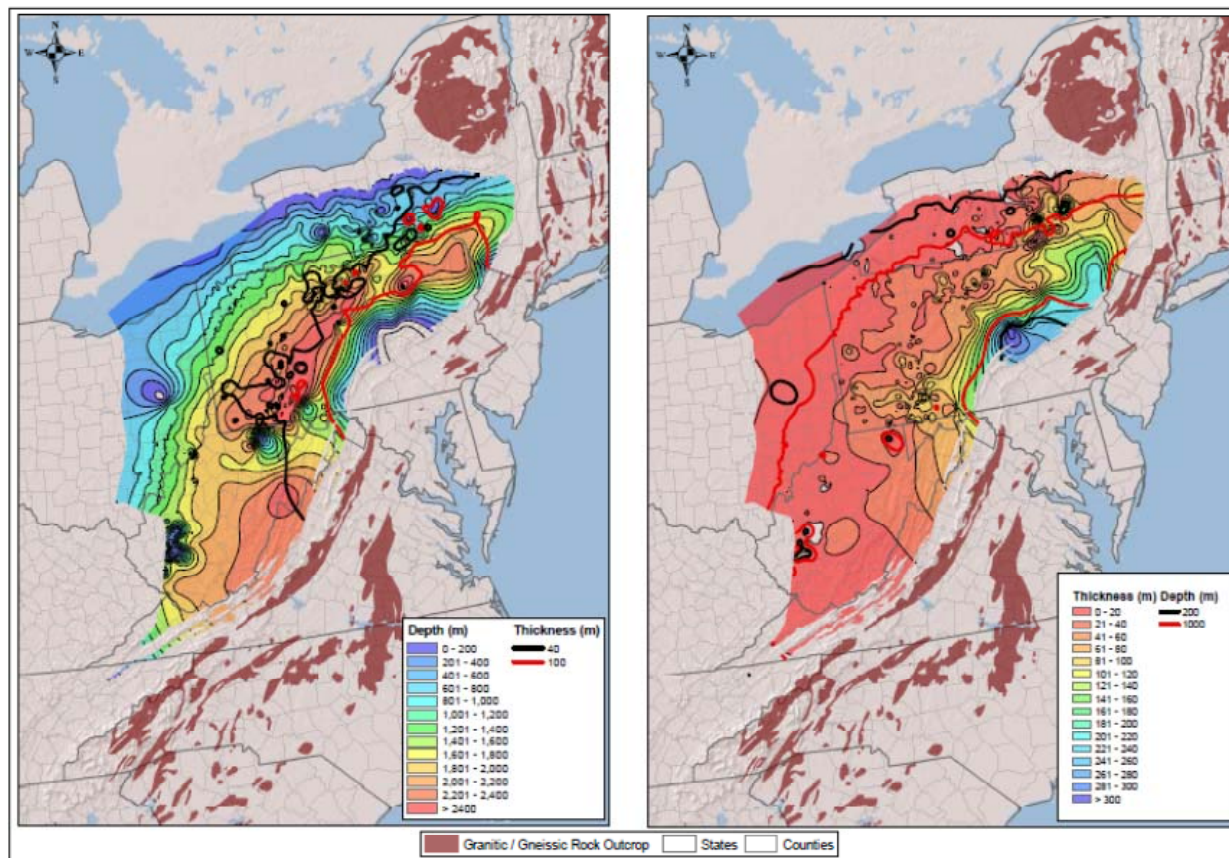 N
W E
S
N
W E
S
Depth (m) Thickness (m)
0 - 200 40
201 - 400 100
401 - 600
601 - 800
801 - 1,000
1,001 - 1,200
1,201 - 1,400
1,401 - 1,600
1,601 - 1,800
1,801 - 2,000
2,001 - 2,200
2,201 - 2,400
> 2400
Thickness (m) Depth (m)
0 - 20 200
21 - 40 1000
41 - 60
61 - 80
81 - 100
101 - 120
121 - 140
141 - 160
161 - 180
181 - 200
201 - 220
221 - 240
241 - 260
261 - 280
281 - 300
> 300
Granitic / Gneissic Rock Outcrop States Counties